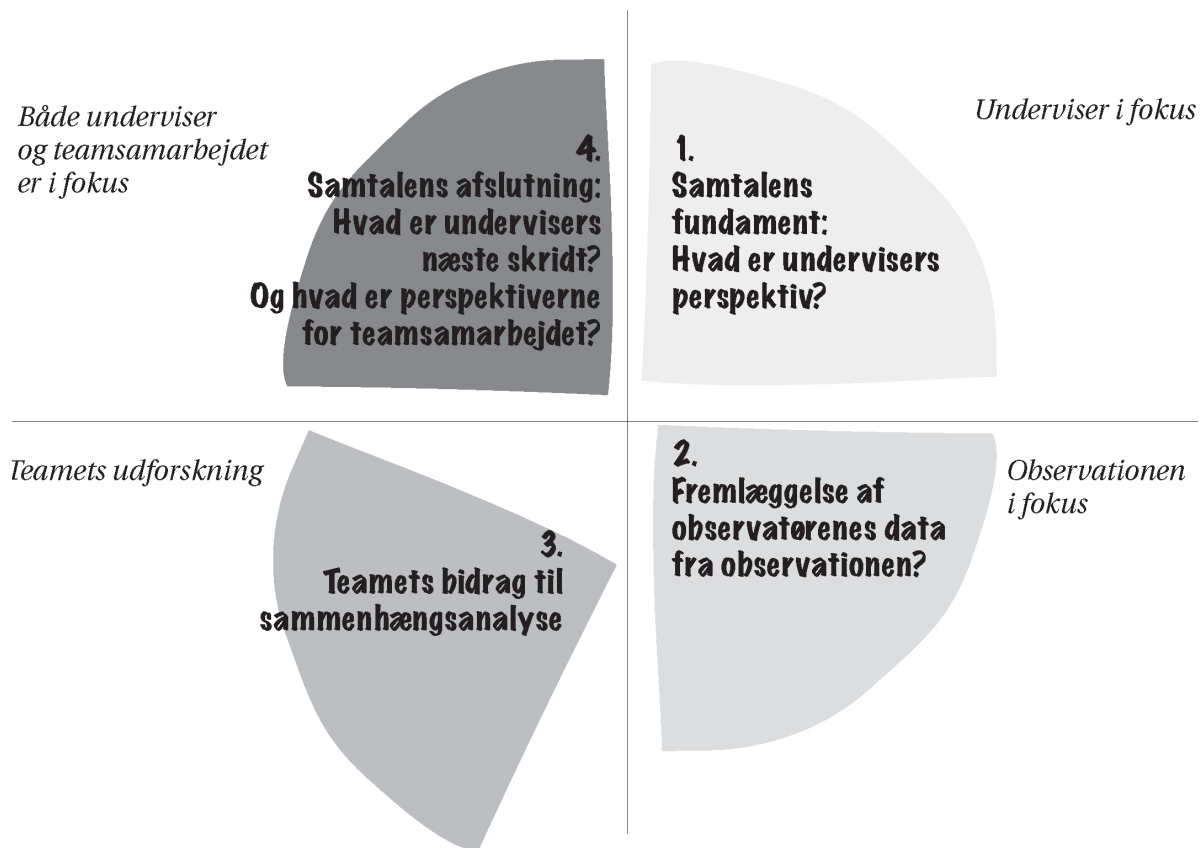 Underviser i fokus
1.
Samtalens
fundament:
Hvad er undervisers
perspektiv?
2.
Fremlæggelse af
observatørenes data
fra observationen?
Observationen
i fokus
Teamets udforskning
3.
Teamets bidrag til
sammenhængsanalyse
Både underviser
og teamsamarbejdet
er i fokus
4.
Samtalens afslutning:
Hvad er undervisers
næste skridt?
Og hvad er perspektiverne
for teamsamarbejdet?